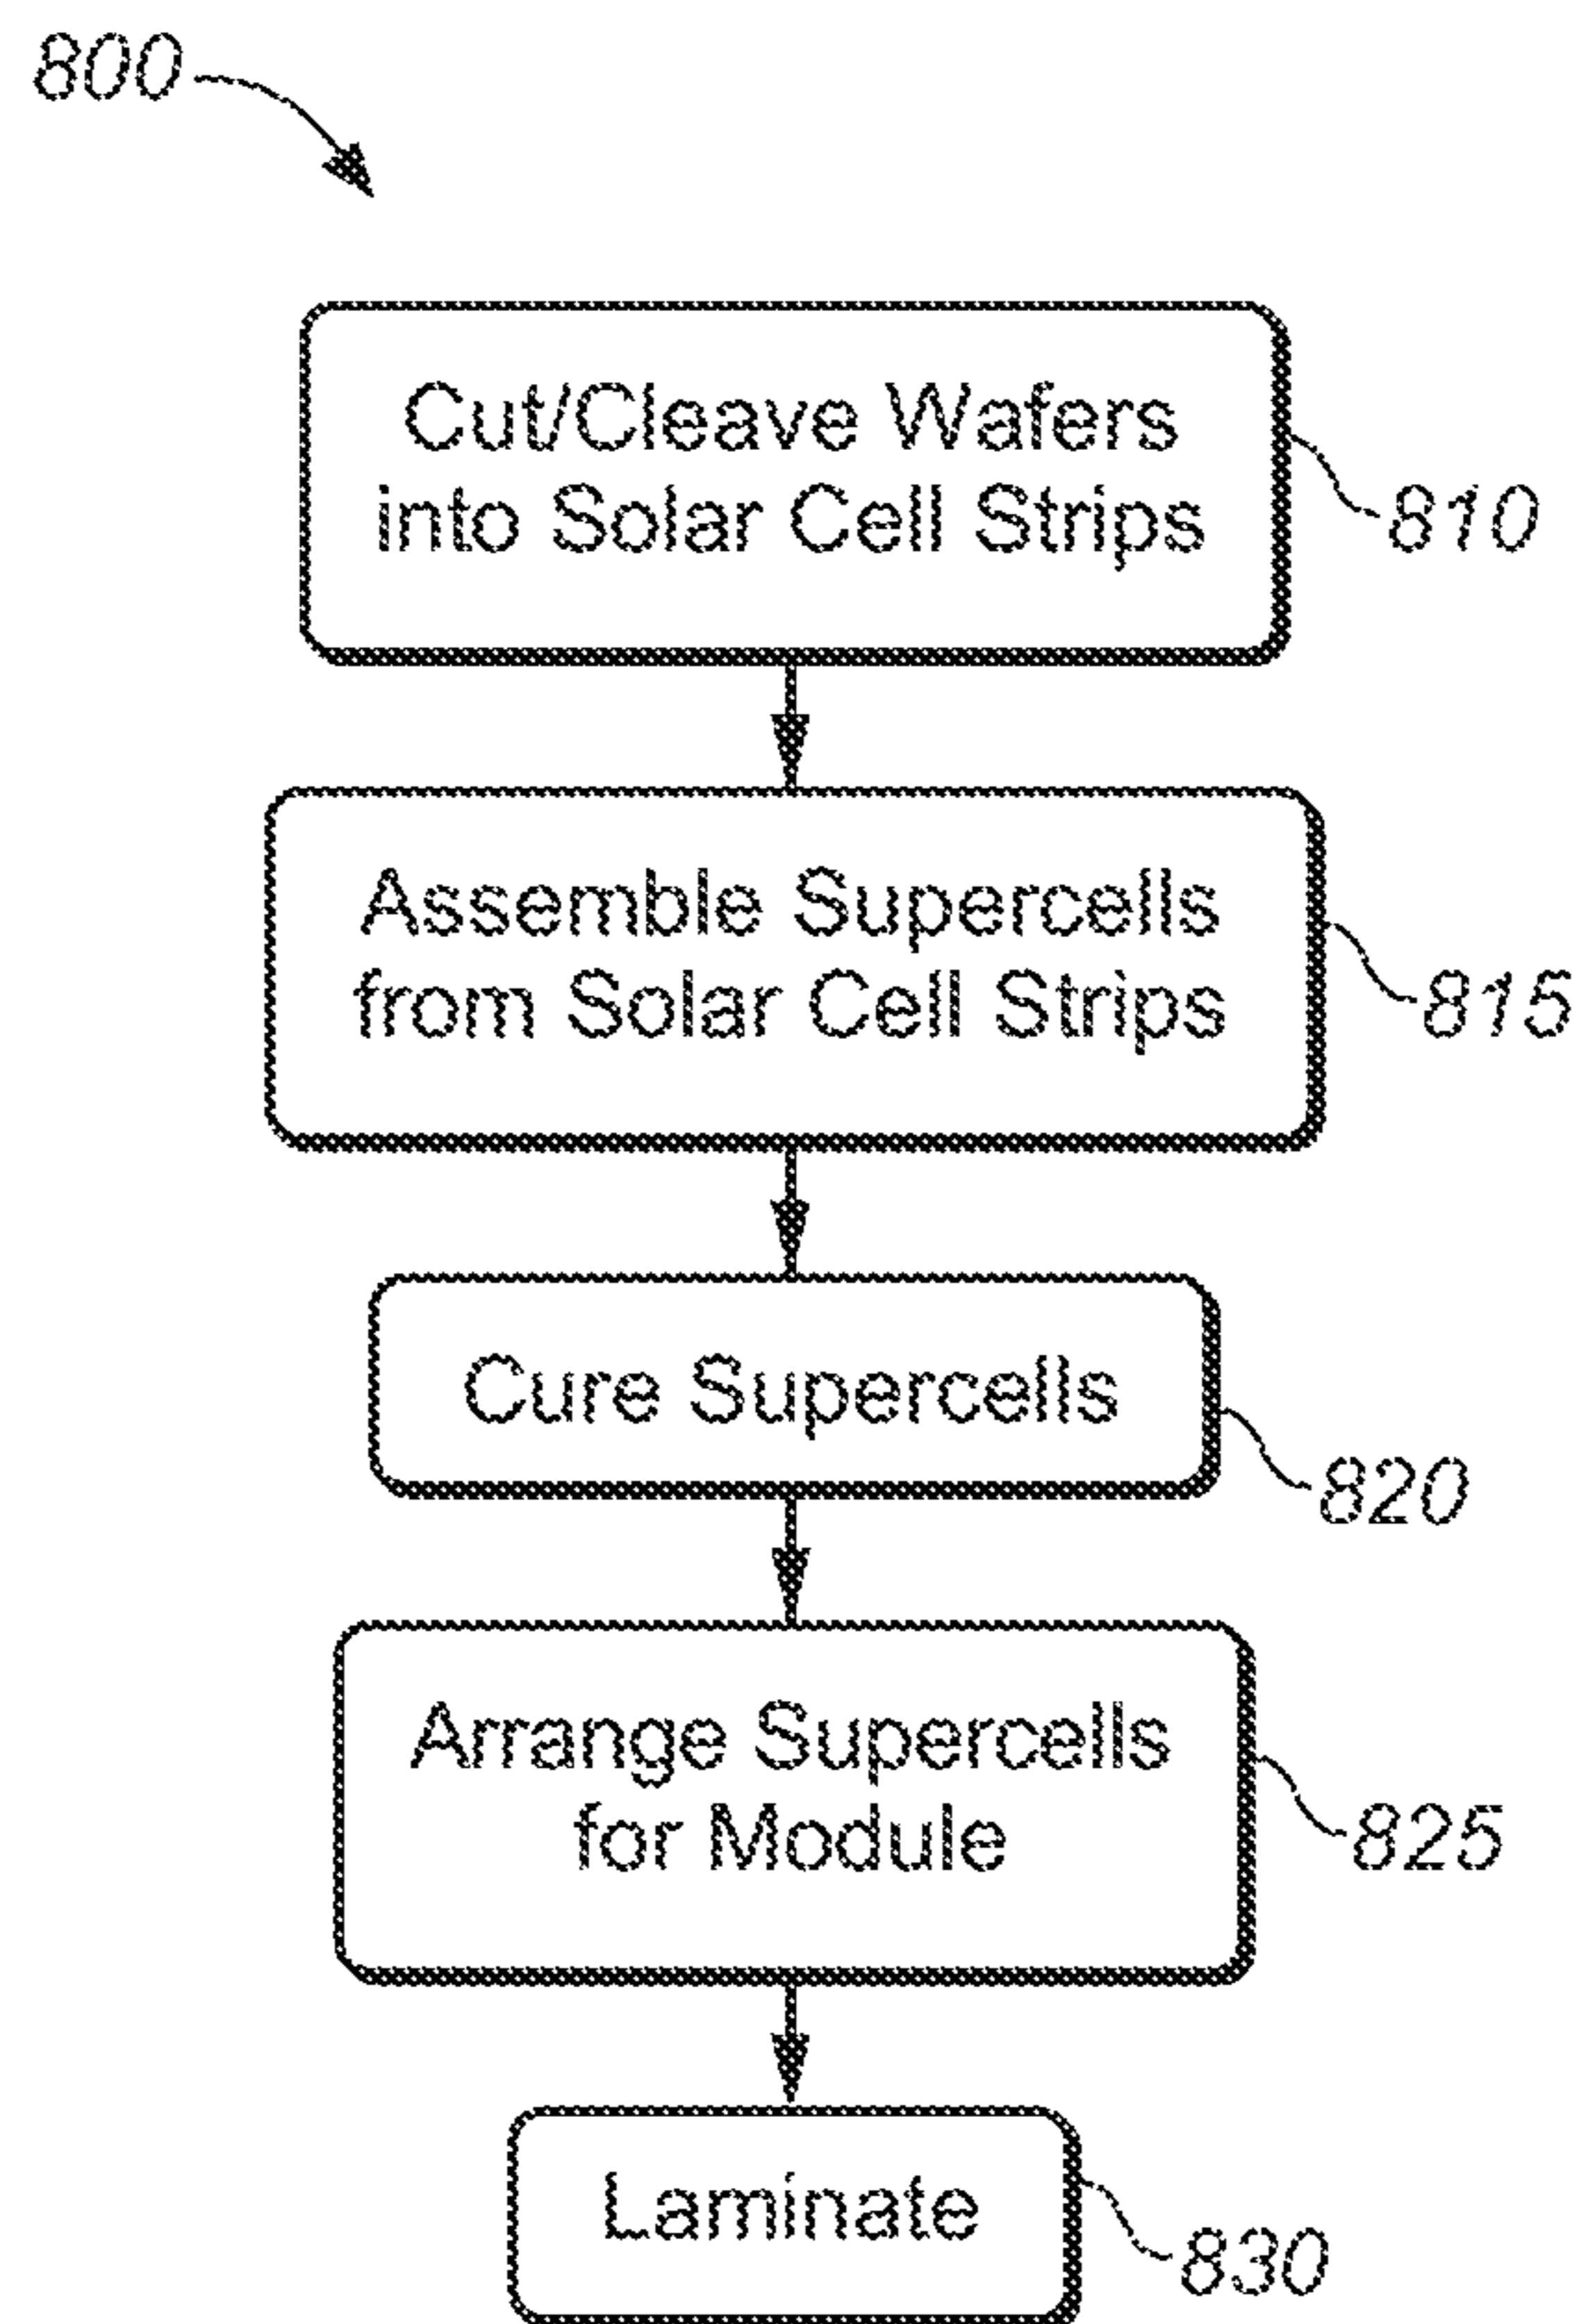 800
Cut/Cleave Wafers
into Solar Cell Strips
810
Assemble Supercells
from Solar Cell Strips
815
Cure Supercells
820
Arrange Supercells
for Module
825
Laminate
830